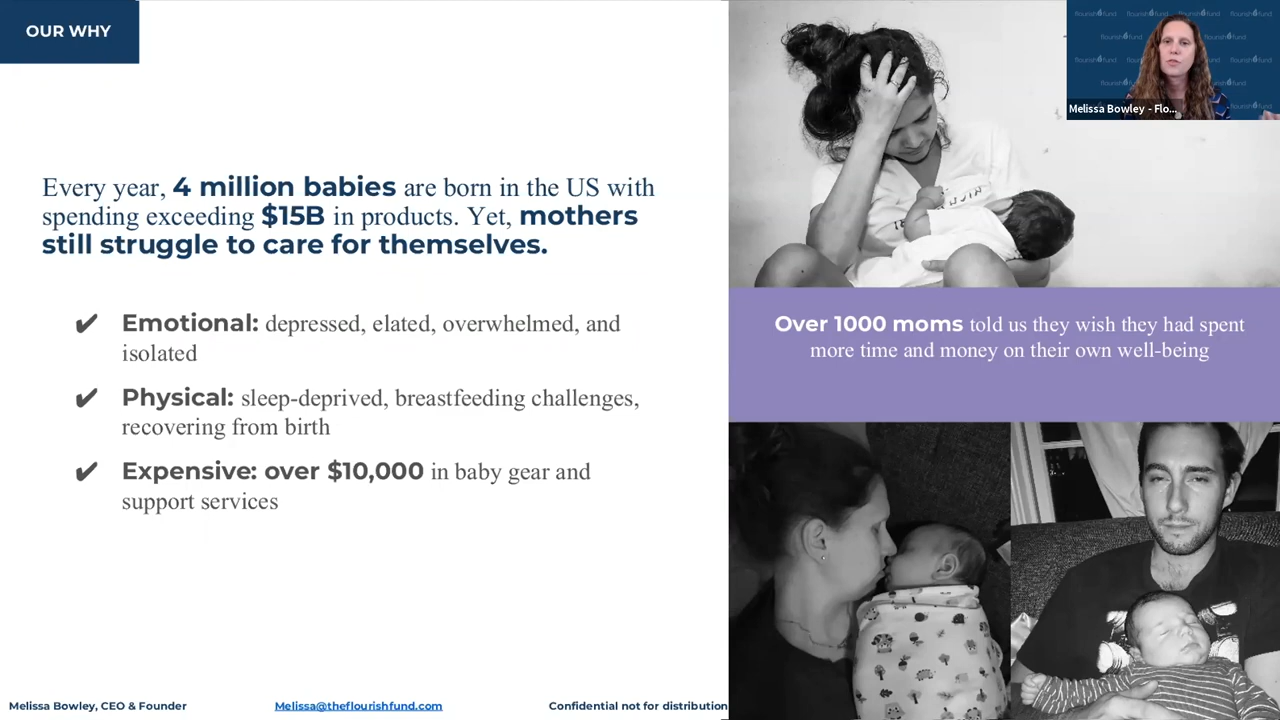 OUR WHY
Every year, 4 million babies are born in the US with
spending exceeding $15B in products. Yet, mothers
still struggle to care for themselves.
✔ Emotional: depressed, elated, overwhelmed, and
isolated
✔ Physical: sleep-deprived, breastfeeding challenges,
recovering from birth
✔ Expensive: over $10,000 in baby gear and
support services
Over 1000 moms told us they wish they had spent
more time and money on their own well-being
flourish fund
Melissa Bowley - Flo...
Melissa Bowley, CEO & Founder
Melissa@theflourishfund.com
Confidential not for distribution